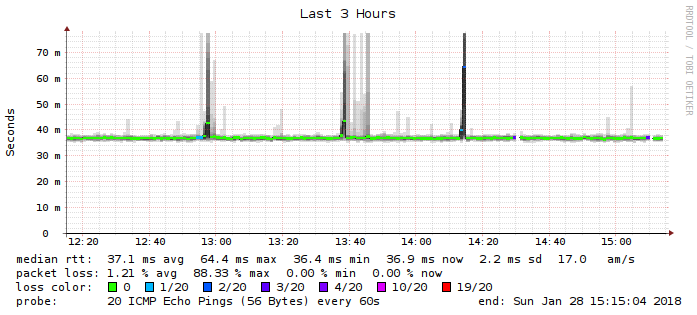 Last 3 Hours
RRDTOOL / TOBI OETIKER
Seconds
70 m
60 m
50 m
40 m
30 m
20 m
10 m
0
12:20 12:40 13:00 13:20 13:40 14:00 14:20 14:40 15:00
median rtt: 37.1 ms avg 64.4 ms max 36.4 ms min 36.9 ms now 2.2 ms sd 17.0 am/s
packet loss: 1.21 % avg 88.33 % max 0.00 % min 0.00 % now
loss color: 0 1/20 2/20 3/20 4/20 10/20 19/20
probe: 20 ICMP Echo Pings (56 Bytes) every 60s end: Sun Jan 28 15:15:04 2018